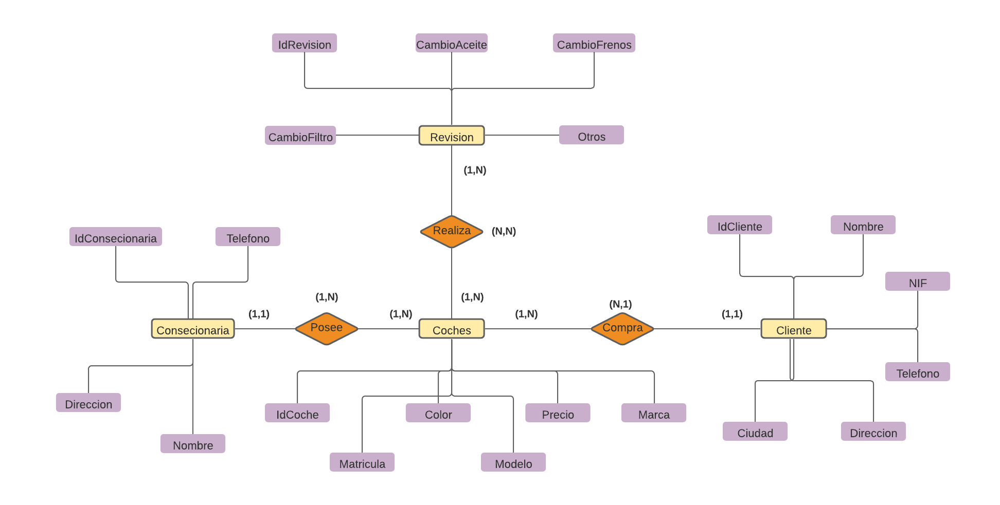 IdRevision
CambioAceite
CambioFrenos
CambioFiltro
Revision
Otros
(1,N)
Realiza
(N,N)
IdConsecionaria
Telefono
IdCliente
Nombre
NIF
(1,N)
(1,N)
(N,1)
(1,1)
(1,N)
(1,N)
(1,1)
Consecionaria
Posee
Coches
Compra
Cliente
Telefono
Direccion
IdCoche
Color
Precio
Marca
Ciudad
Direccion
Nombre
Matricula
Modelo